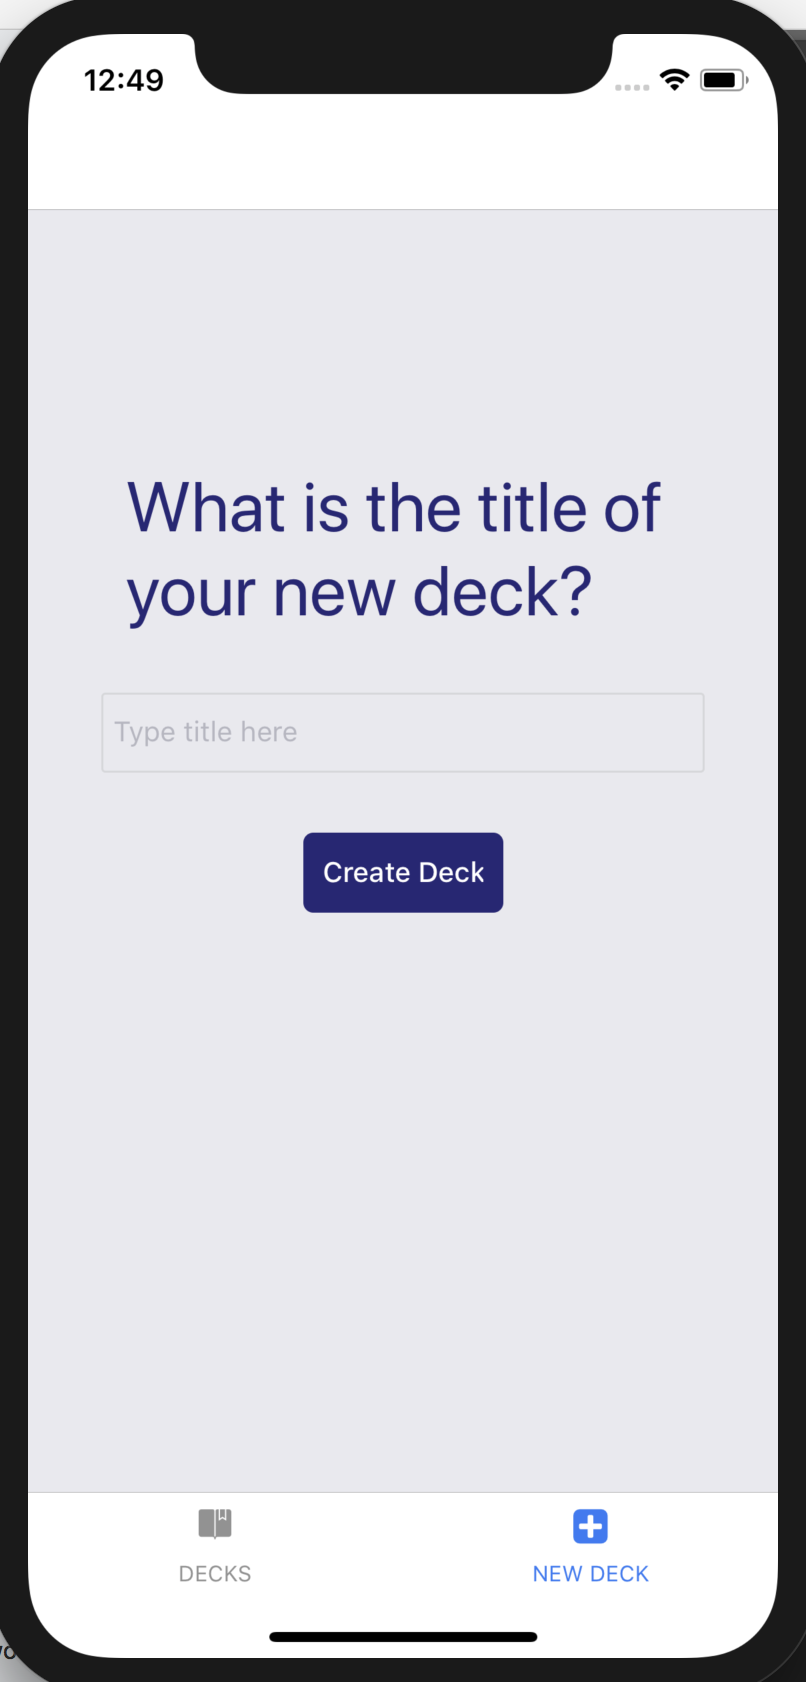 12:49
What is the title of
your new deck?
Type title here
Create Deck
DECKS
NEW DECK